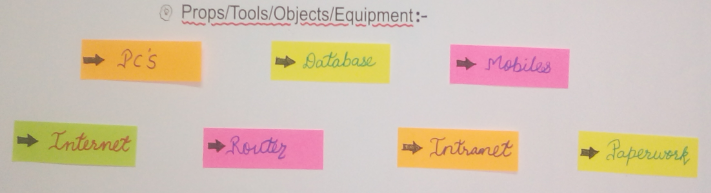 Props/Tools/Objects/Equipment:-
PC's Database Mobiles
Internet Router Intranet Paperwork